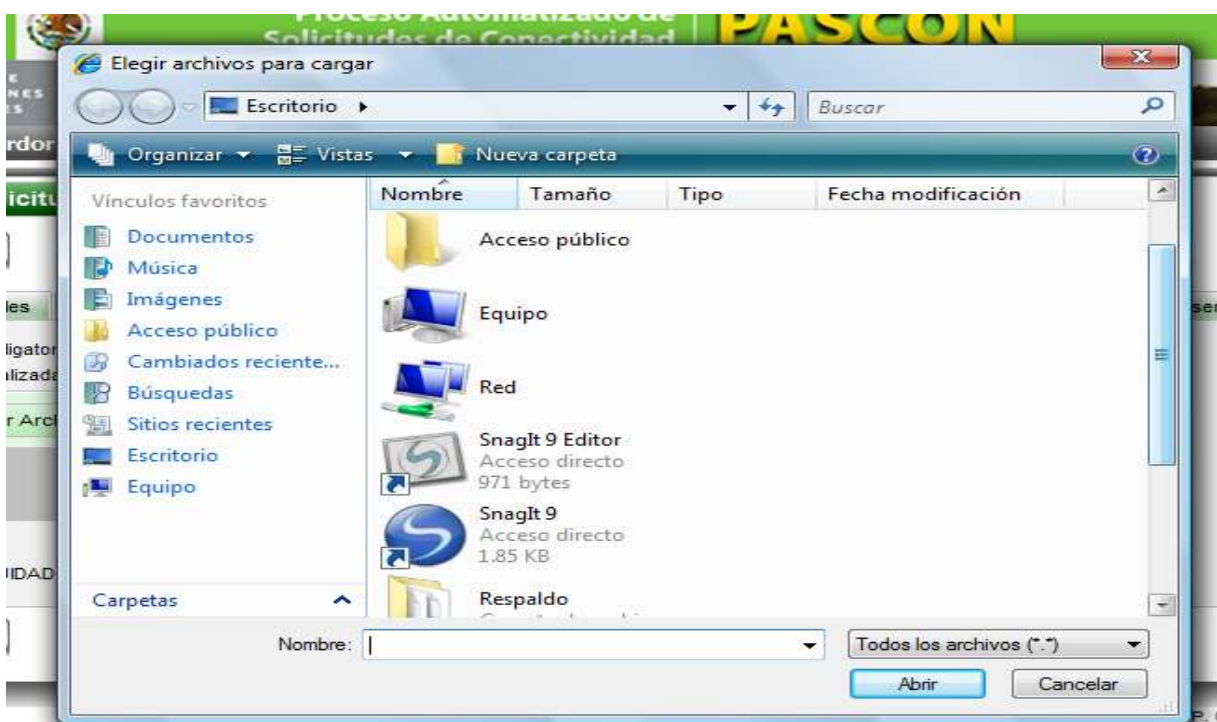 Proceso Automatizado de
Solicitudes de Conectividad
PASCON
Elegir archivos para cargar
Escritorio
Buscar
Organizar Vistas Nueva carpeta
Vínculos favoritos
Documentos
Música
Imágenes
Acceso público
Cambiados reciente...
Búsquedas
Sitios recientes
Escritorio
Equipo
Carpetas
Nombre Tamaño Tipo Fecha modificación
Acceso público
Equipo
Red
SnagIt 9 Editor
Acceso directo
971 bytes
SnagIt 9
Acceso directo
1.85 KB
Respaldo
Nombre:
Todos los archivos (*.*)
Abrir Cancelar